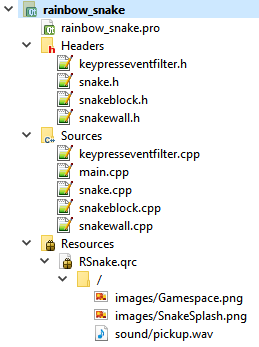 rainbow_snake
rainbow_snake.pro
Headers
keypresseventfilter.h
snake.h
snakeblock.h
snakewall.h
Sources
keypresseventfilter.cpp
main.cpp
snake.cpp
snakeblock.cpp
snakewall.cpp
Resources
RSnake.qrc
/
images/Gamespace.png
images/SnakeSplash.png
sound/pickup.wav